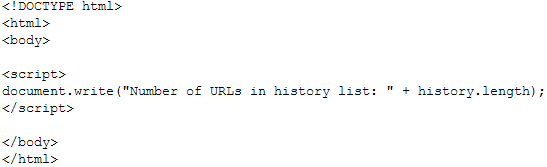 <!DOCTYPE html>
<html>
<body>
<script>
document.write("Number of URLs in history list: " + history.length);
</script>
</body>
</html>